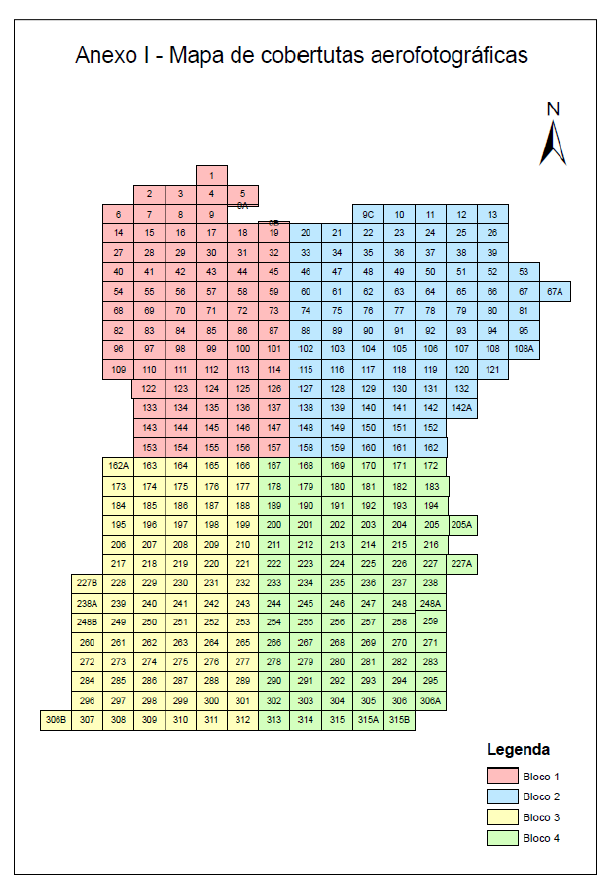 Anexo I - Mapa de cobertutas aerofotográficas
N
1
2 3 4 5
9A
6 7 8 9 9C 10 11 12 13
9B
14 15 16 17 18 19 20 21 22 23 24 25 26
27 28 29 30 31 32 33 34 35 36 37 38 39
40 41 42 43 44 45 46 47 48 49 50 51 52 53
54 55 56 57 58 59 60 61 62 63 64 65 66 67 67A
68 69 70 71 72 73 74 75 76 77 78 79 80 81
82 83 84 85 86 87 88 89 90 91 92 93 94 95
96 97 98 99 100 101 102 103 104 105 106 107 108 108A
109 110 111 112 113 114 115 116 117 118 119 120 121
122 123 124 125 126 127 128 129 130 131 132
133 134 135 136 137 138 139 140 141 142 142A
143 144 145 146 147 148 149 150 151 152
153 154 155 156 157 158 159 160 161 162
162A 163 164 165 166 167 168 169 170 171 172
173 174 175 176 177 178 179 180 181 182 183
184 185 186 187 188 189 190 191 192 193 194
195 196 197 198 199 200 201 202 203 204 205 205A
206 207 208 209 210 211 212 213 214 215 216
217 218 219 220 221 222 223 224 225 226 227 227A
227B 228 229 230 231 232 233 234 235 236 237 238
238A 239 240 241 242 243 244 245 246 247 248 248A
248B 249 250 251 252 253 254 255 256 257 258 259
260 261 262 263 264 265 266 267 268 269 270 271
272 273 274 275 276 277 278 279 280 281 282 283
284 285 286 287 288 289 290 291 292 293 294 295
296 297 298 299 300 301 302 303 304 305 306 306A
306B 307 308 309 310 311 312 313 314 315 315A 315B
Legenda
Bloco 1
Bloco 2
Bloco 3
Bloco 4